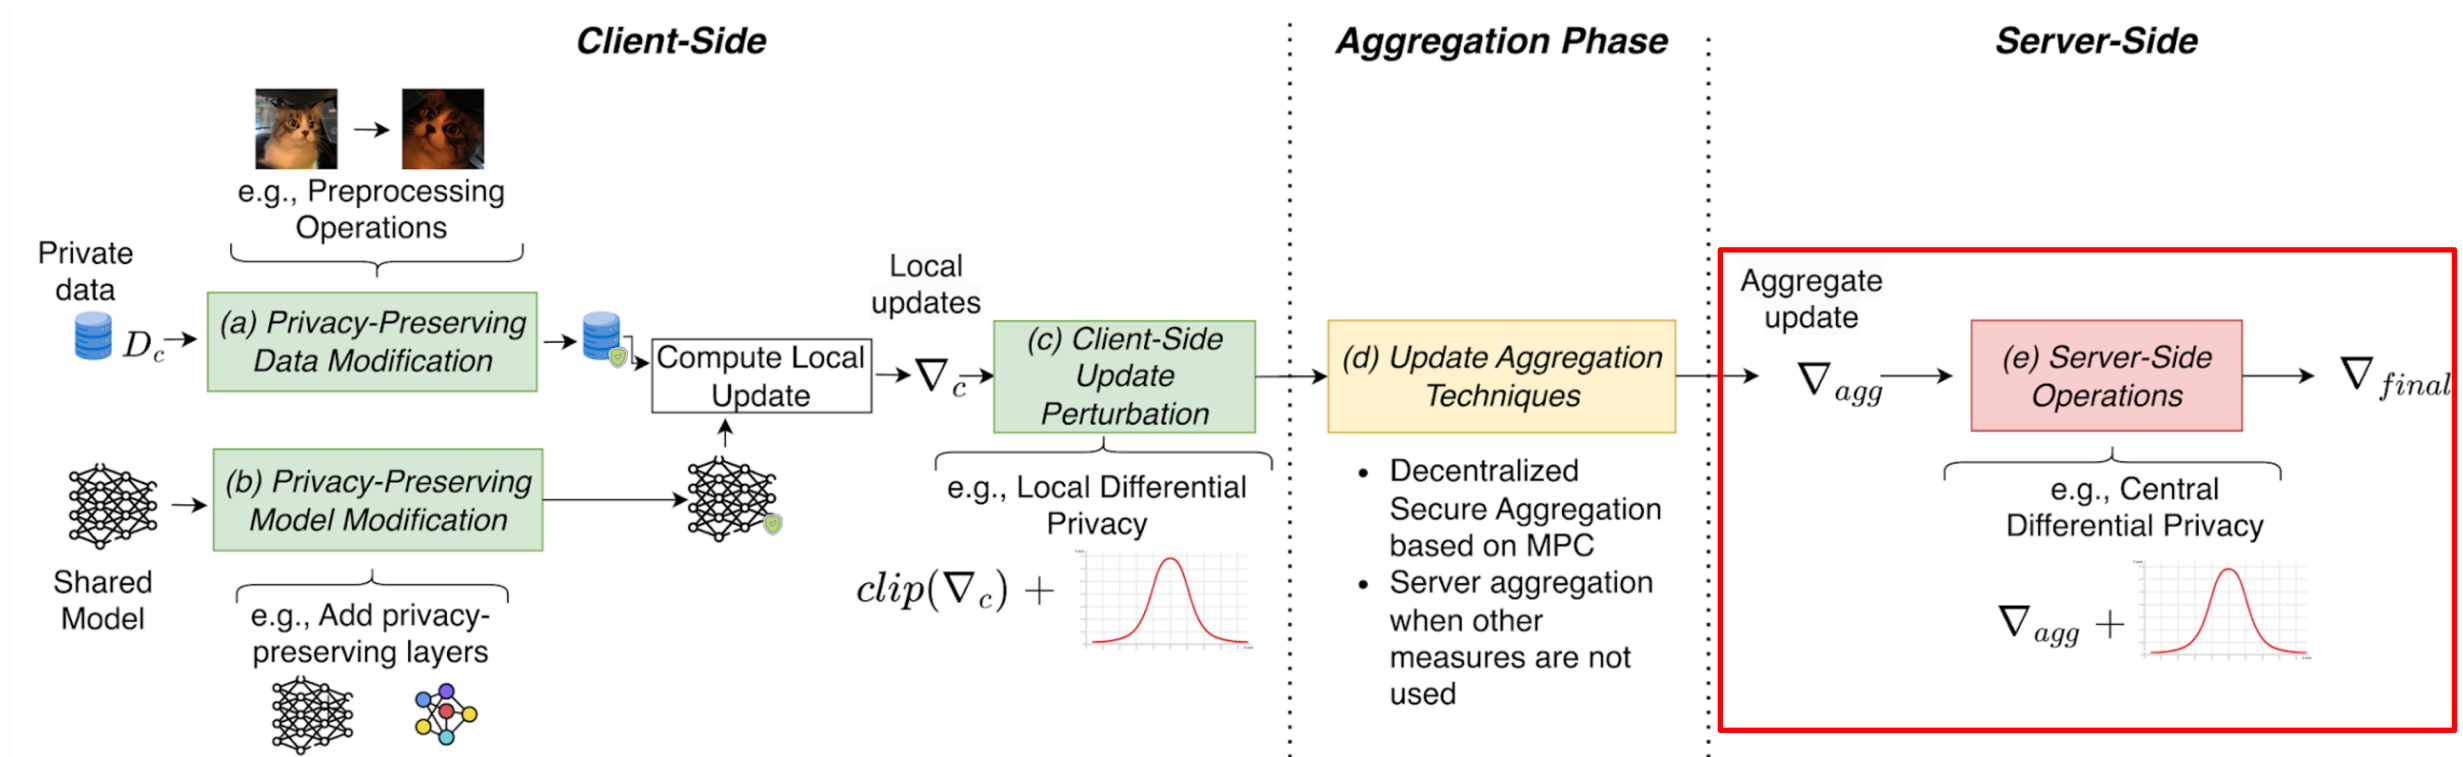 Client-Side
Aggregation Phase
Server-Side
e.g., Preprocessing
Operations
Private
data
D_c
(a) Privacy-Preserving
Data Modification
Shared
Model
(b) Privacy-Preserving
Model Modification
e.g., Add privacy-
preserving layers
Compute Local
Update
Local
updates
∇_c
(c) Client-Side
Update
Perturbation
e.g., Local Differential
Privacy
clip(∇_c) +
(d) Update Aggregation
Techniques
• Decentralized
Secure Aggregation
based on MPC
• Server aggregation
when other
measures are not
used
Aggregate
update
∇_agg
(e) Server-Side
Operations
∇_final
e.g., Central
Differential Privacy
∇_agg +